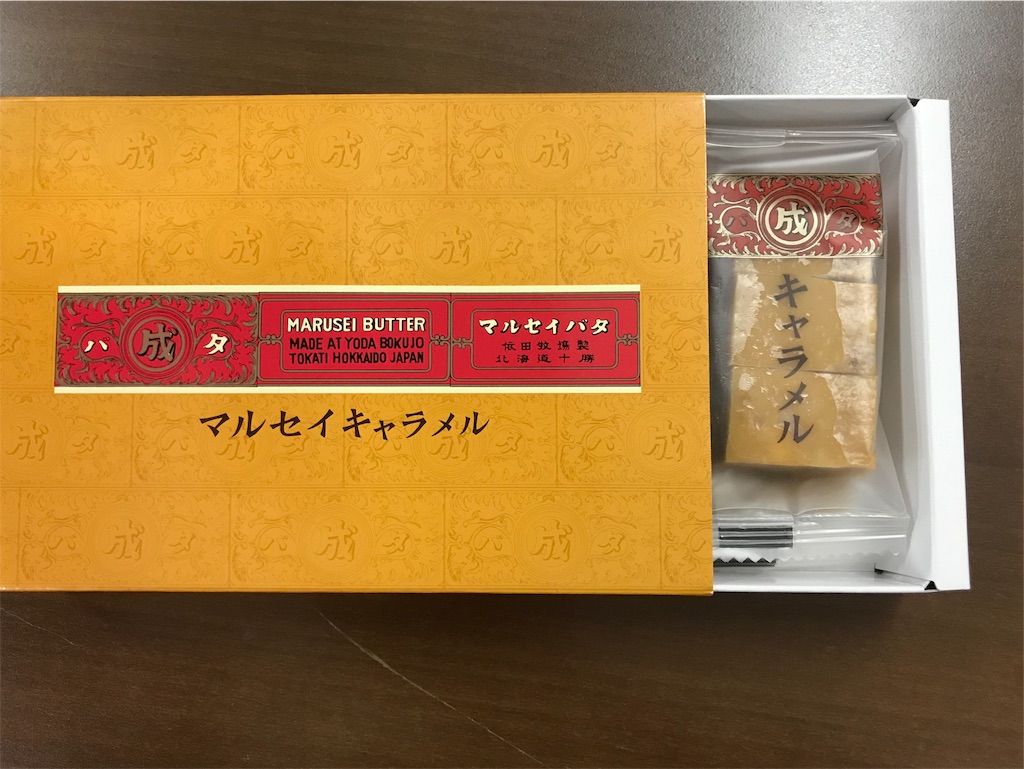 バ 成 タ
MARUSEI BUTTER
MADE AT YODA BOKUJO
TOKATI HOKKAIDO JAPAN
マルセイバタ
依田牧場製
北海道十勝
マルセイキャラメル
バ 成 タ
キャラメル